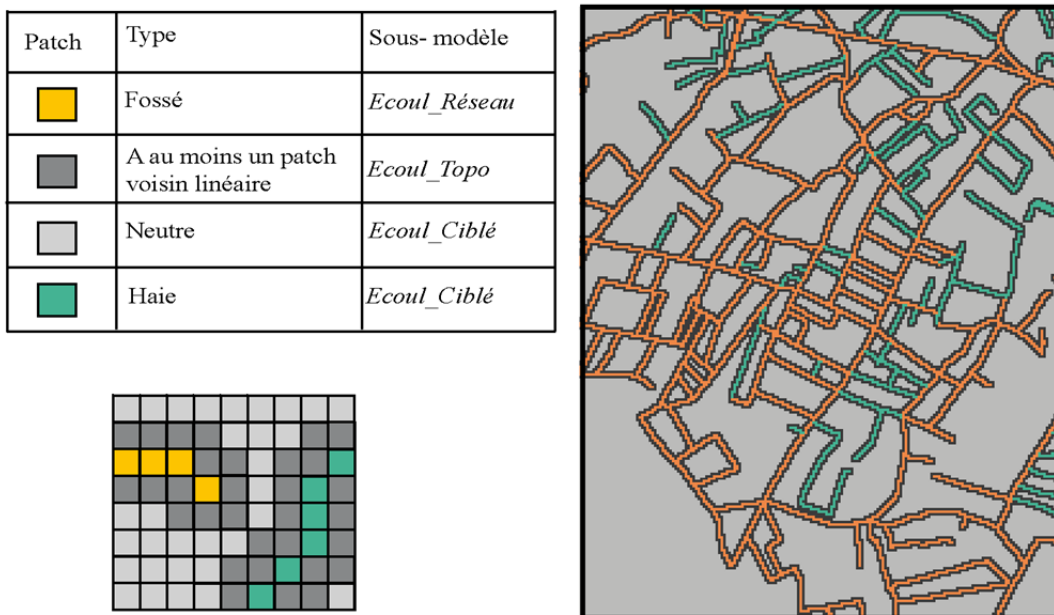 Patch Type Sous- modèle
Fossé Ecoul_Réseau
A au moins un patch
voisin linéaire Ecoul_Topo
Neutre Ecoul_Ciblé
Haie Ecoul_Ciblé